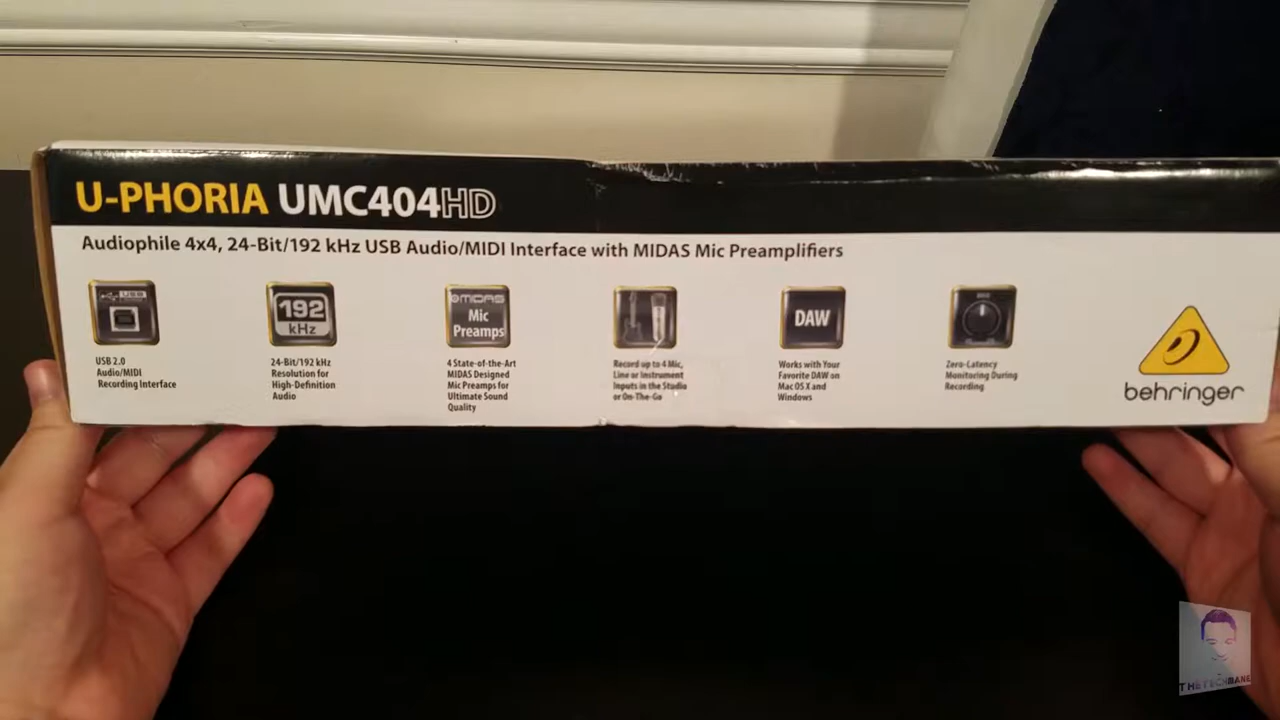 U-PHORIA UMC404HD
Audiophile 4x4, 24-Bit/192 kHz USB Audio/MIDI Interface with MIDAS Mic Preamplifiers
USB
192
kHz
MIDAS
Mic
Preamps
DAW
USB 2.0
Audio/MIDI
Recording Interface
24-Bit/192 kHz
Resolution for
High-Definition
Audio
4 State-of-the-Art
MIDAS Designed
Mic Preamps for
Ultimate Sound
Quality
Record up to 4 Mic,
Line or Instrument
Inputs in the Studio
or On-The-Go
Works with Your
Favorite DAW on
Mac OS X and
Windows
Zero-Latency
Monitoring During
Recording
behringer
THETECHMANE